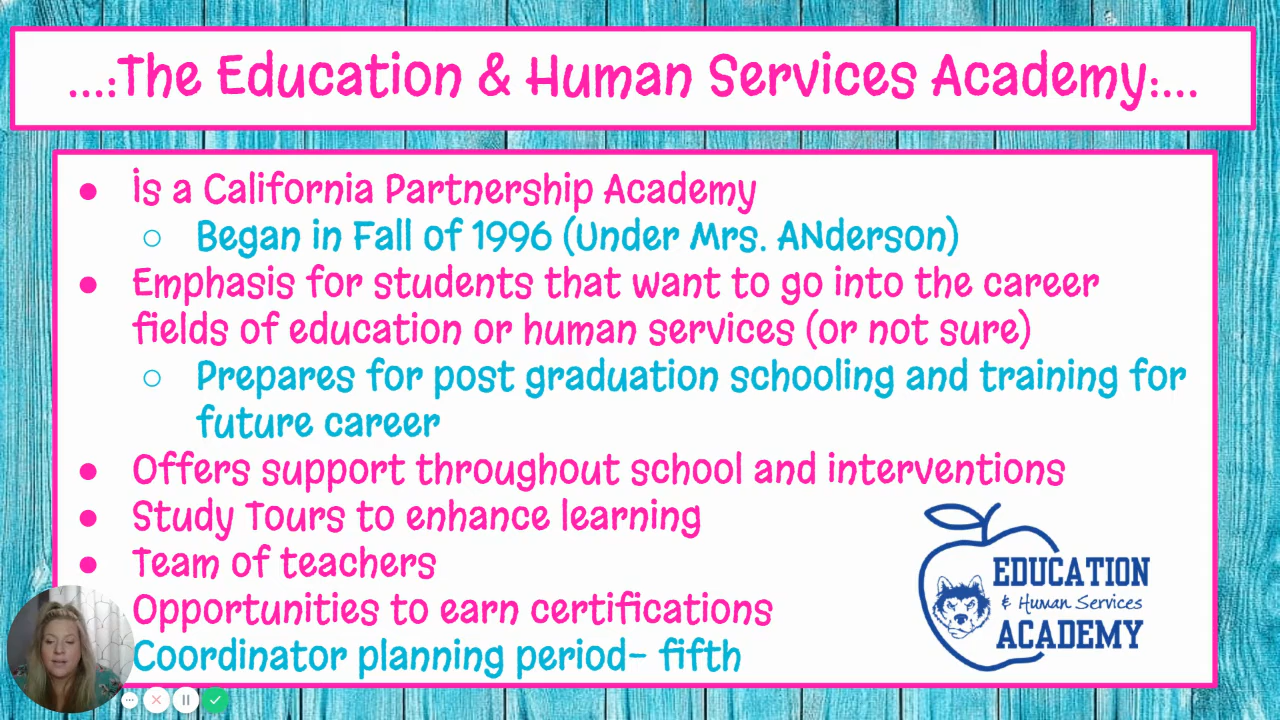 ...:The Education & Human Services Academy:...
is a California Partnership Academy
Began in Fall of 1996 (Under Mrs. ANderson)
Emphasis for students that want to go into the career
fields of education or human services (or not sure)
Prepares for post graduation schooling and training for
future career
Offers support throughout school and interventions
Study Tours to enhance learning
Team of teachers
Opportunities to earn certifications
Coordinator planning period- fifth
EDUCATION
& Human Services
ACADEMY